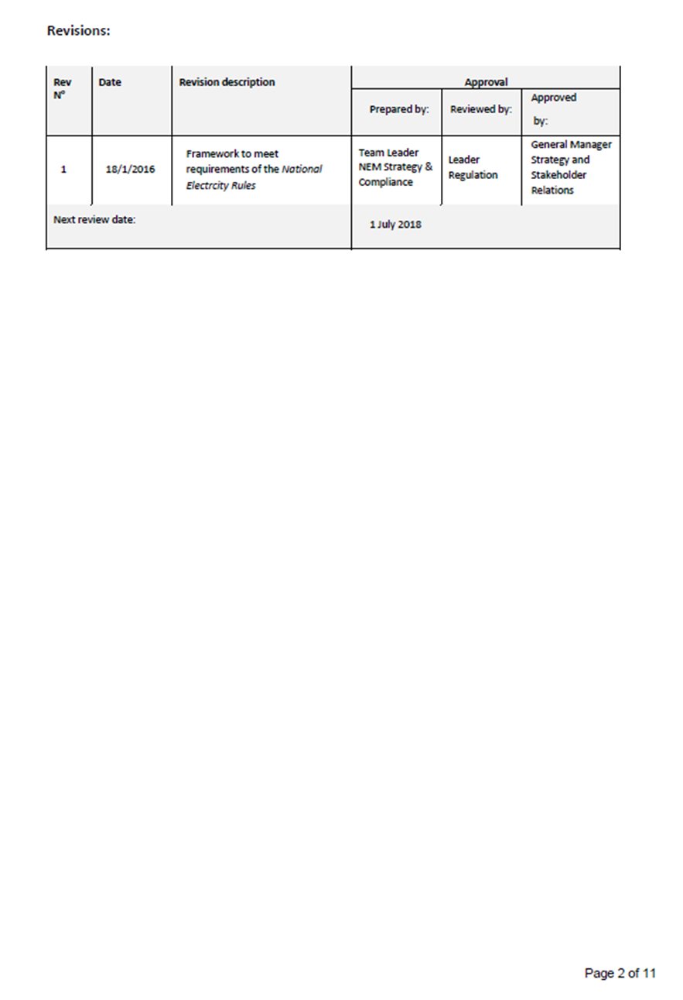 Revisions:
Rev
N°
Date
Revision description
Approval
Prepared by:
Reviewed by:
Approved
by:
1
18/1/2016
Framework to meet
requirements of the National
Electrcity Rules
Team Leader
NEM Strategy &
Compliance
Leader
Regulation
General Manager
Strategy and
Stakeholder
Relations
Next review date:
1 July 2018
Page 2 of 11